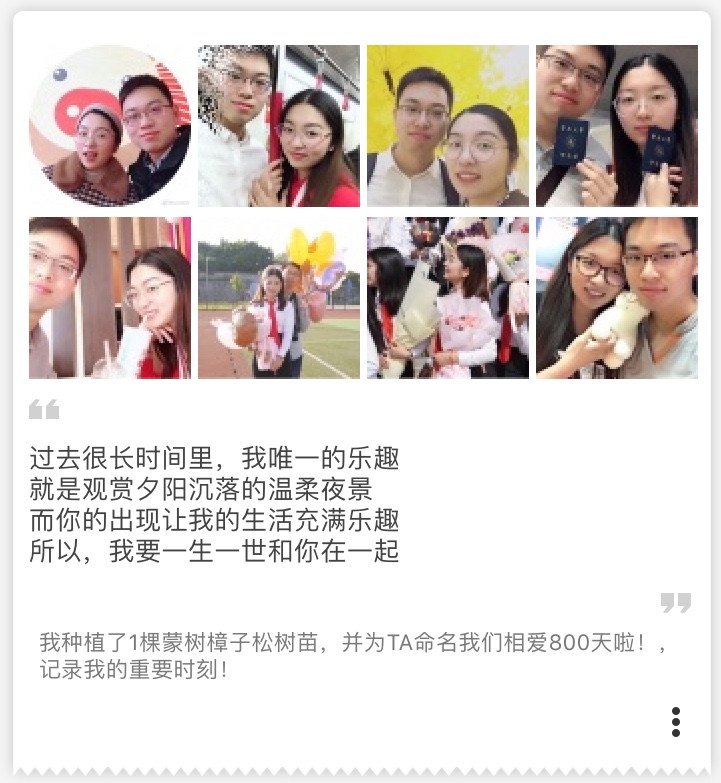 过去很长时间里，我唯一的乐趣
就是观赏夕阳沉落的温柔夜景
而你的出现让我的生活充满乐趣
所以，我要一生一世和你在一起
我种植了1棵蒙树樟子松树苗，并为TA命名我们相爱800天啦！，
记录我的重要时刻！